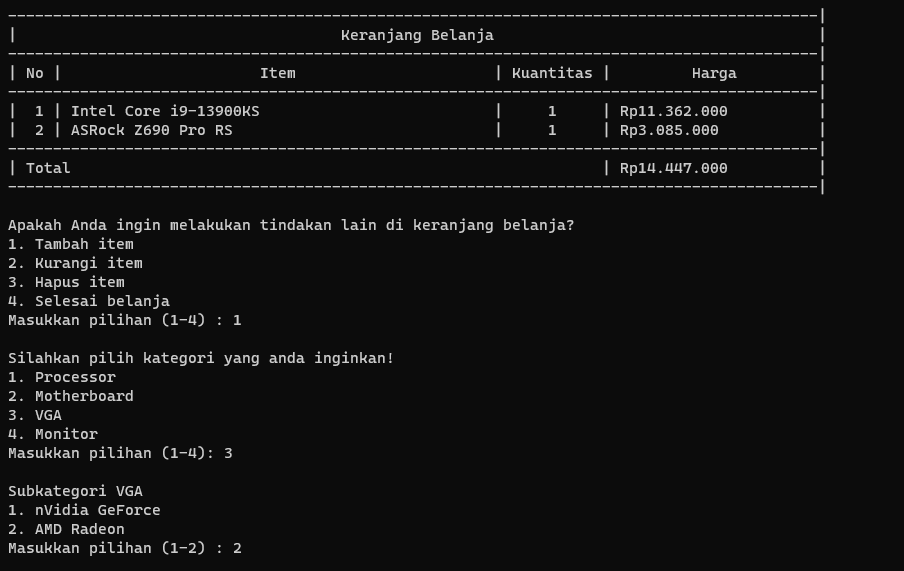 ------------------------------------------------------------------------------------------|
|                                    Keranjang Belanja                                    |
------------------------------------------------------------------------------------------|
| No |                      Item                      | Kuantitas |         Harga         |
------------------------------------------------------------------------------------------|
|  1 | Intel Core i9-13900KS                          |     1     | Rp11.362.000          |
|  2 | ASRock Z690 Pro RS                             |     1     | Rp3.085.000           |
------------------------------------------------------------------------------------------|
| Total                                                           | Rp14.447.000          |
------------------------------------------------------------------------------------------|
Apakah Anda ingin melakukan tindakan lain di keranjang belanja?
1. Tambah item
2. Kurangi item
3. Hapus item
4. Selesai belanja
Masukkan pilihan (1-4) : 1
Silahkan pilih kategori yang anda inginkan!
1. Processor
2. Motherboard
3. VGA
4. Monitor
Masukkan pilihan (1-4): 3
Subkategori VGA
1. nVidia GeForce
2. AMD Radeon
Masukkan pilihan (1-2) : 2